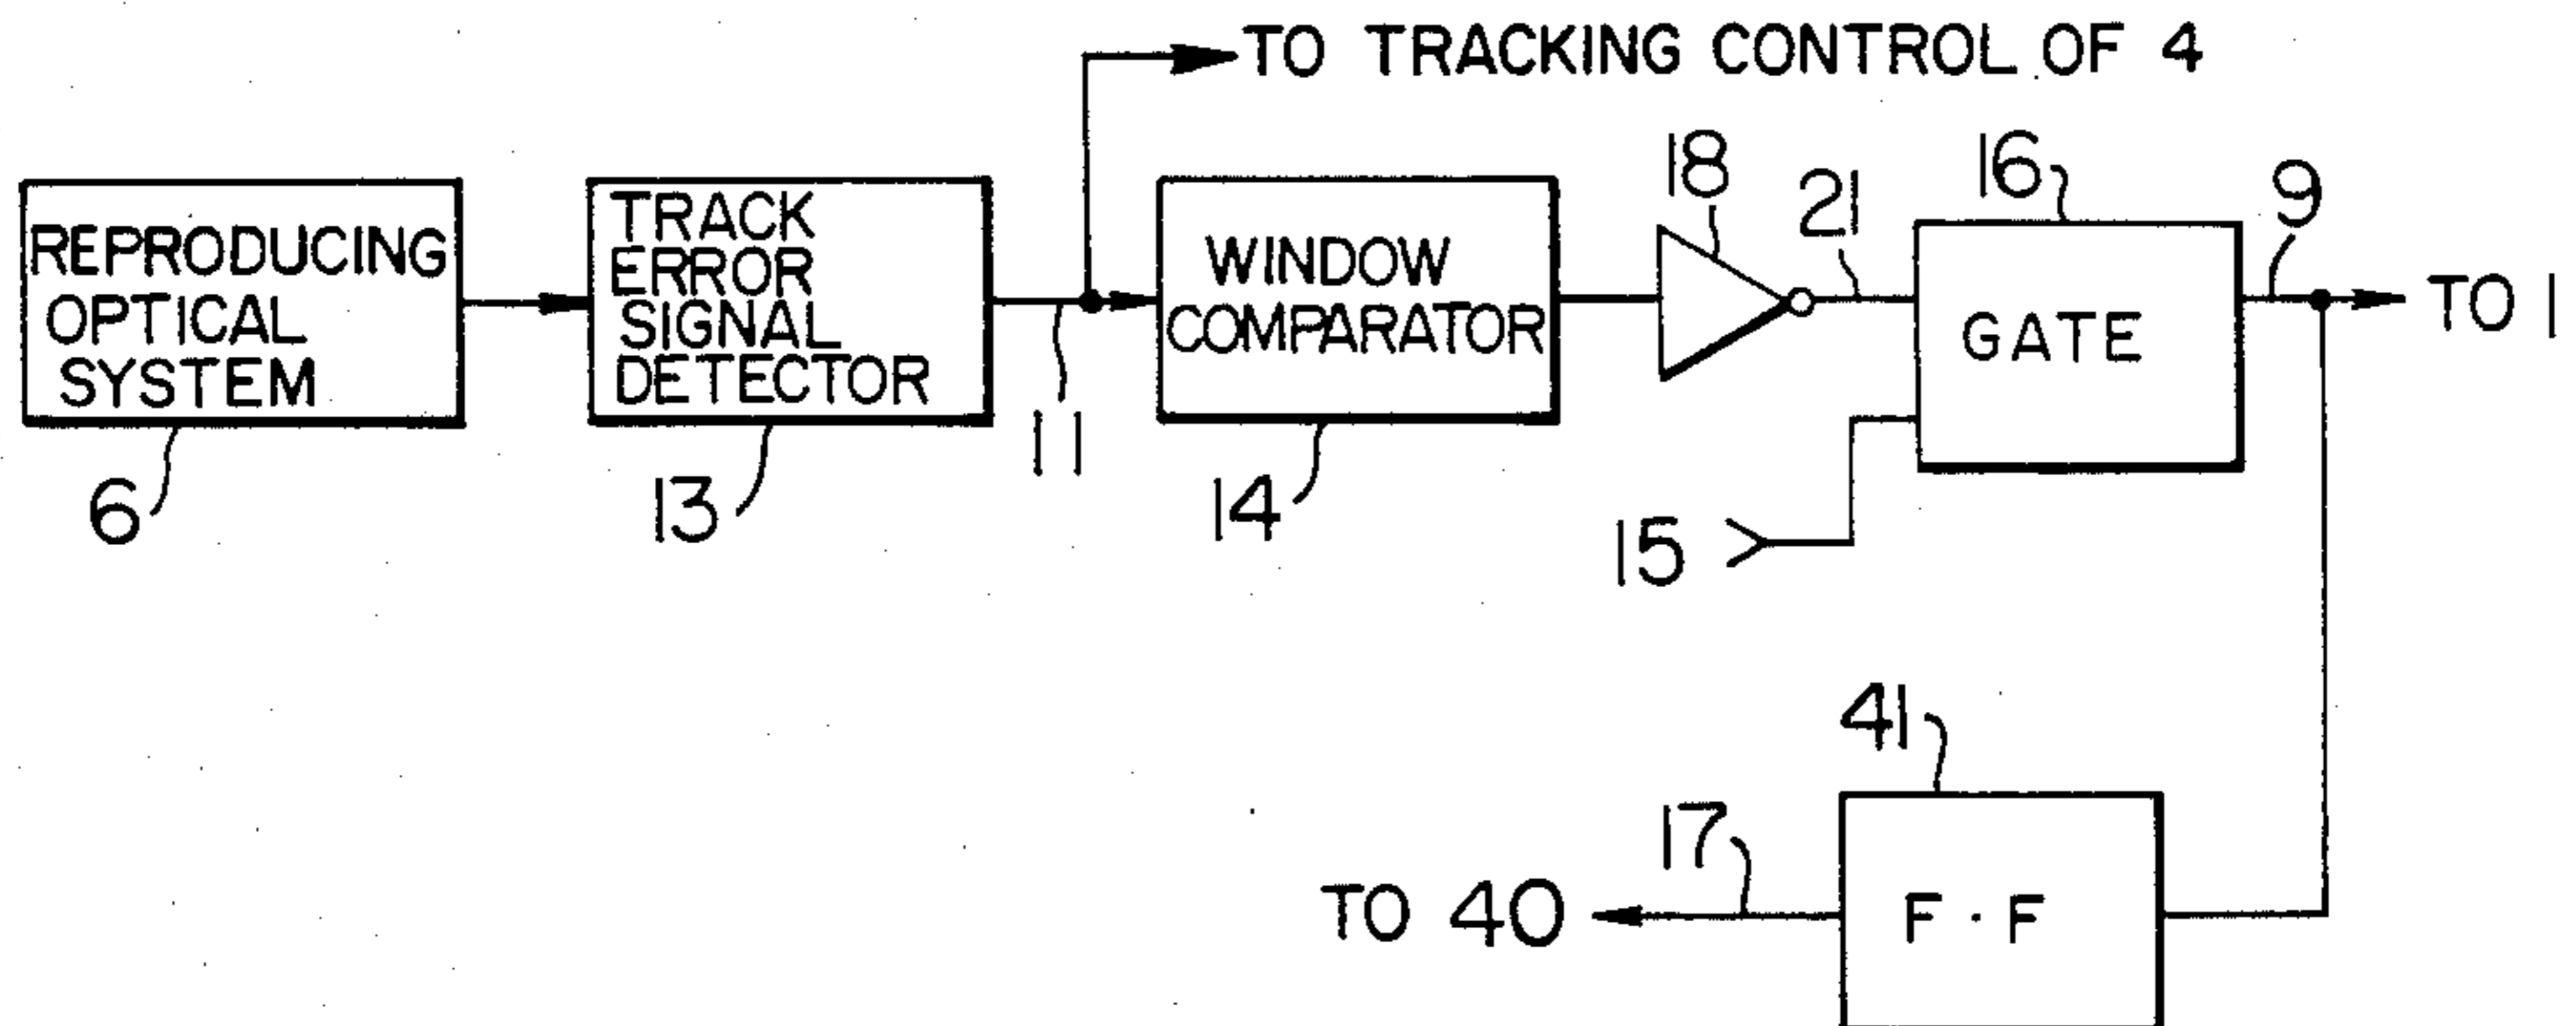 TO TRACKING CONTROL OF 4
REPRODUCING
OPTICAL
SYSTEM
6
TRACK
ERROR
SIGNAL
DETECTOR
13
11
WINDOW
COMPARATOR
14
18
21
16
GATE
15
9
TO 1
41
F·F
17
TO 40